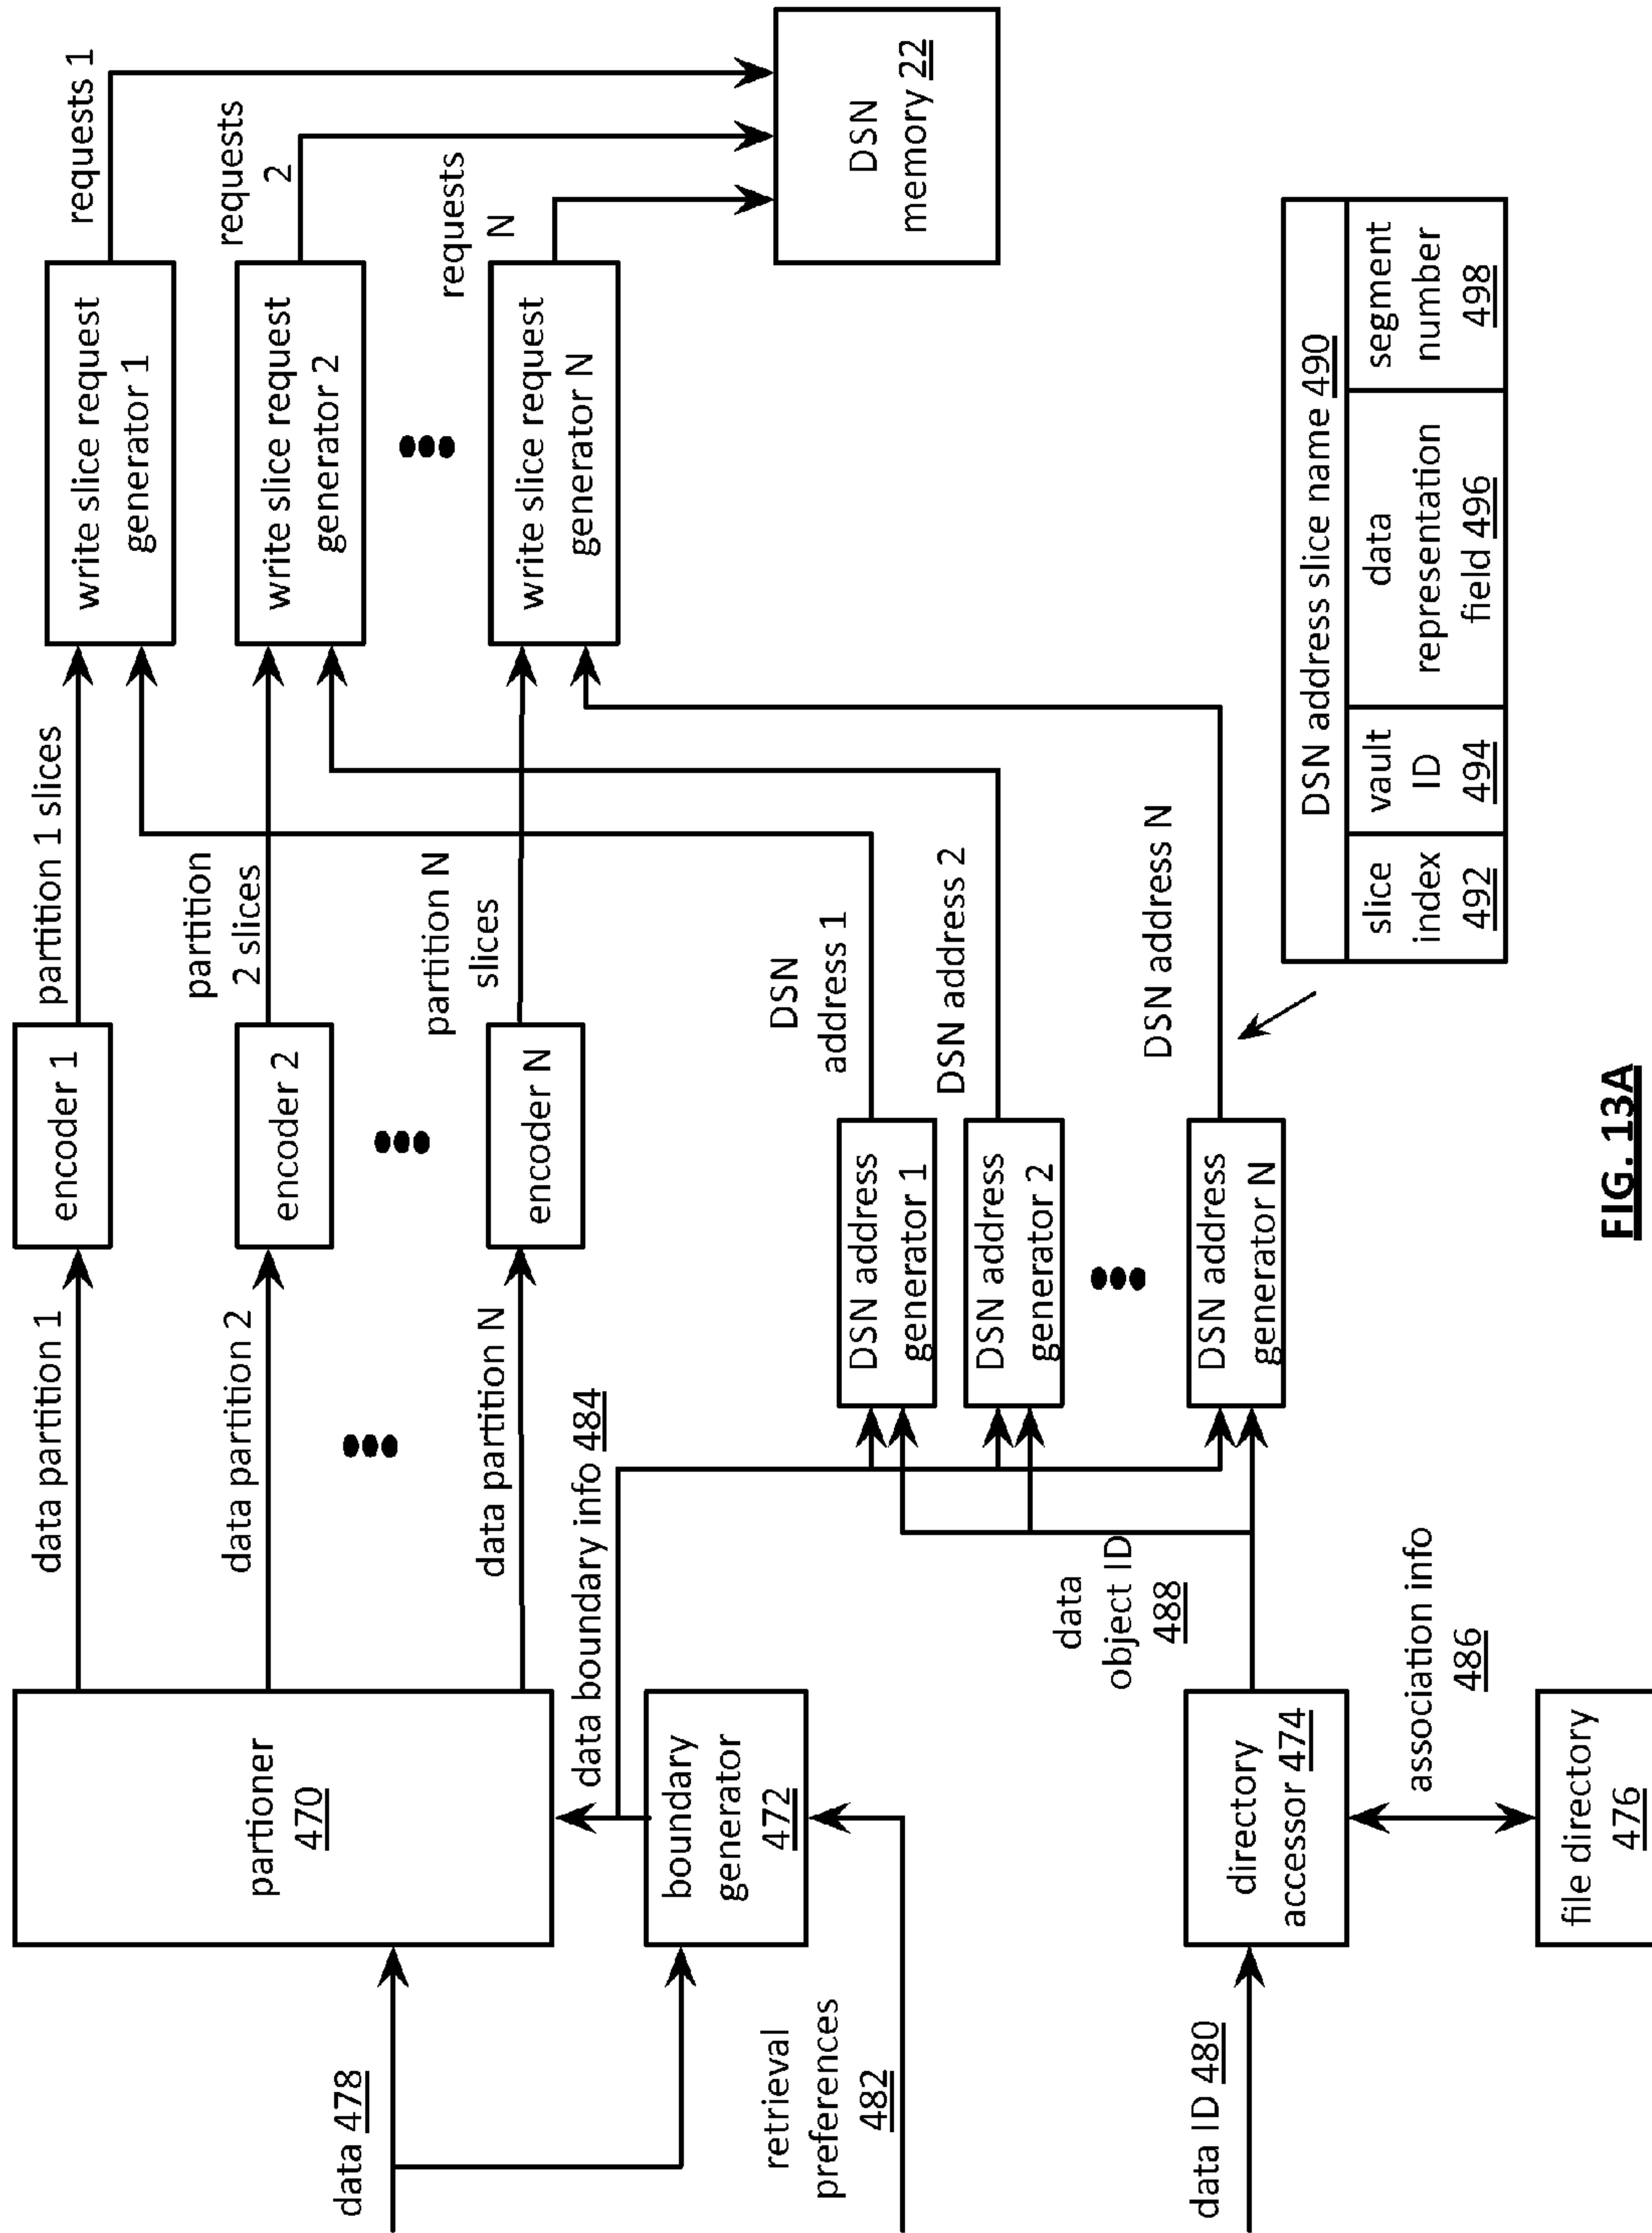 data 478
retrieval
preferences
482
data ID 480
partioner
470
boundary
generator
472
directory
accessor 474
file directory
476
association info
486
data boundary info 484
data
object ID
488
data partition 1
data partition 2
data partition N
encoder 1
encoder 2
encoder N
DSN address
generator 1
DSN address
generator 2
DSN address
generator N
partition 1 slices
partition
2 slices
partition N
slices
DSN
address 1
DSN address 2
DSN address N
write slice request
generator 1
write slice request
generator 2
write slice request
generator N
requests 1
requests
2
requests
N
DSN
memory 22
DSN address slice name 490
slice
index
492
vault
ID
494
data
representation
field 496
segment
number
498
FIG. 13A